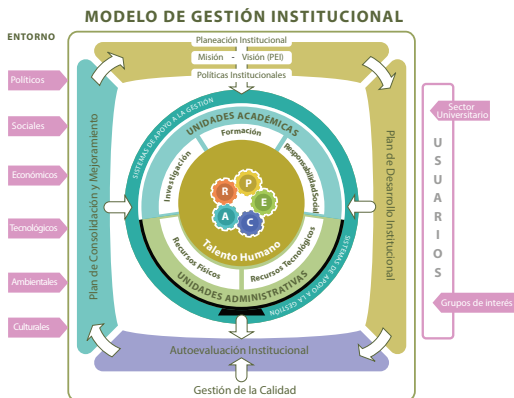 MODELO DE GESTIÓN INSTITUCIONAL
ENTORNO
Políticos
Sociales
Económicos
Tecnológicos
Ambientales
Culturales
Planeación Institucional
Misión - Visión (PEI)
Políticas Institucionales
Plan de Consolidación y Mejoramiento
SISTEMAS DE APOYO A LA GESTIÓN
UNIDADES ACADÉMICAS
Formación
Investigación
Responsabilidad Social
R
P
E
C
A
Talento Humano
Recursos Físicos
Recursos Tecnológicos
UNIDADES ADMINISTRATIVAS
SISTEMAS DE APOYO A LA GESTIÓN
Plan de Desarrollo Institucional
Autoevaluación Institucional
Gestión de la Calidad
Sector
Universitario
USUARIOS
Grupos de interés